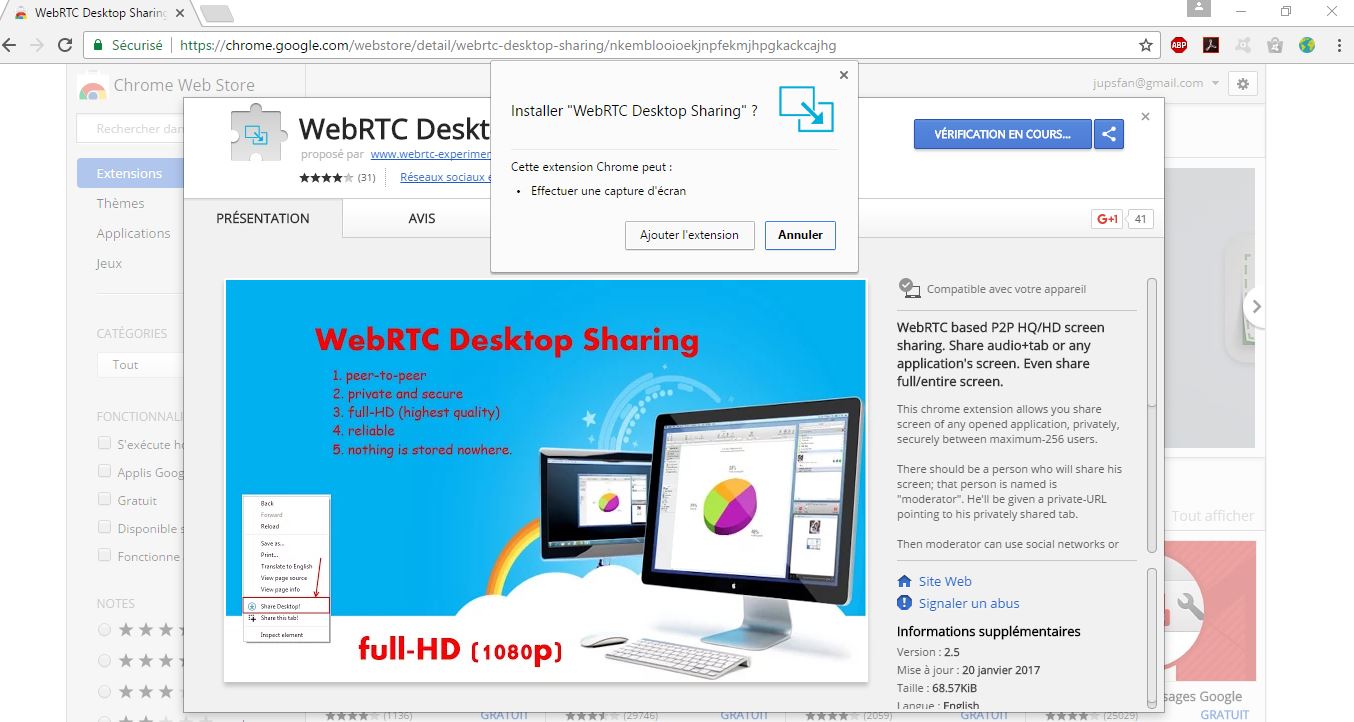 WebRTC Desktop Sharing
Sécurisé
https://chrome.google.com/webstore/detail/webrtc-desktop-sharing/nkemblooioekjnpfekmjhpgkackcajhg
ABP
Chrome Web Store
jupsfan@gmail.com
Rechercher dan
Extensions
Thèmes
Applications
Jeux
CATÉGORIES
Tout
FONCTIONNALI
S'exécute ho
Applis Goog
Gratuit
Disponible s
Fonctionne
NOTES
WebRTC Deskt
proposé par www.webrtc-experimen
(31) Réseaux sociaux e
VÉRIFICATION EN COURS...
Installer "WebRTC Desktop Sharing" ?
Cette extension Chrome peut :
• Effectuer une capture d'écran
Ajouter l'extension
Annuler
PRÉSENTATION
AVIS
G+1 41
WebRTC Desktop Sharing
1. peer-to-peer
2. private and secure
3. full-HD (highest quality)
4. reliable
5. nothing is stored nowhere.
Back
Forward
Reload
Save as...
Print...
Translate to English
View page source
View page info
Share Desktop!
Share this tab!
Inspect element
full-HD (1080p)
Compatible avec votre appareil
WebRTC based P2P HQ/HD screen
sharing. Share audio+tab or any
application's screen. Even share
full/entire screen.
This chrome extension allows you share
screen of any opened application, privately,
securely between maximum-256 users.
There should be a person who will share his
screen; that person is named is
"moderator". He'll be given a private-URL
pointing to his privately shared tab.
Then moderator can use social networks or
Site Web
Signaler un abus
Informations supplémentaires
Version : 2.5
Mise à jour : 20 janvier 2017
Taille : 68.57KiB
Langue : English
Tout afficher
sages Google
GRATUIT
(1136) GRATUIT
(29746) GRATUIT
(2059) GRATUIT
(25029)